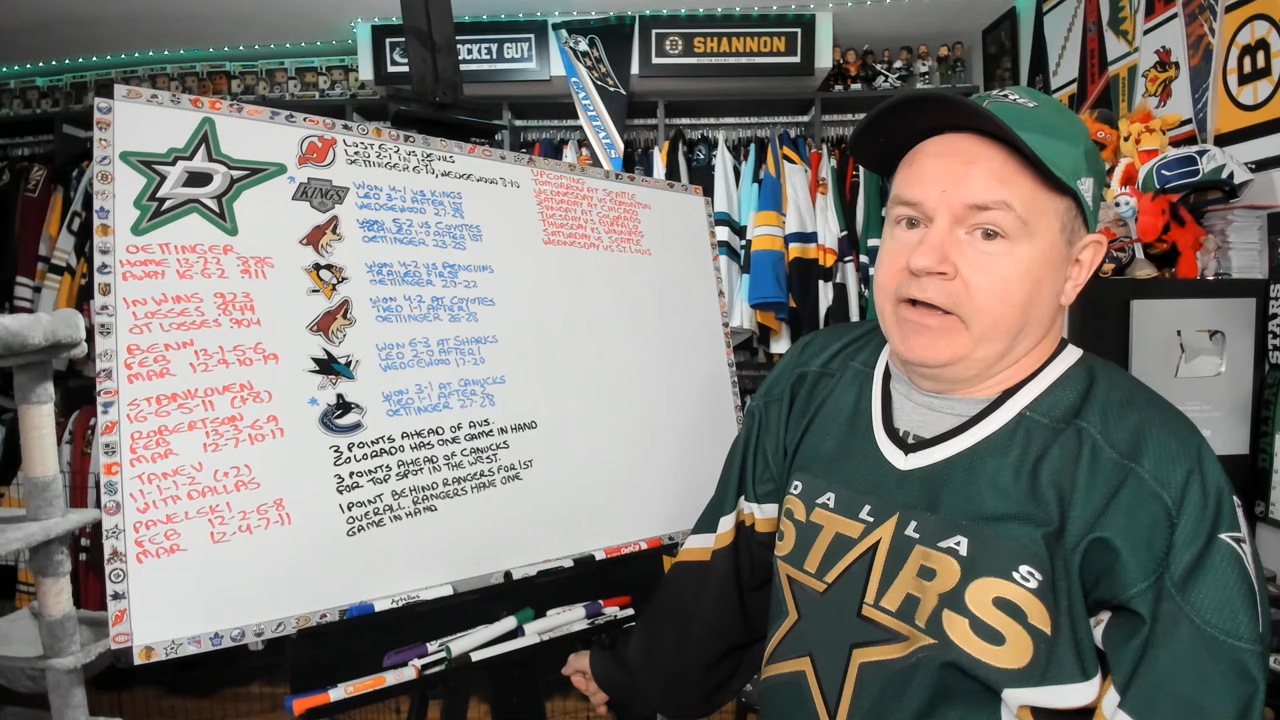 HOCKEY GUY
SHANNON
CAPITALS
STARS
B
D
LOST 6-2 VS DEVILS
LED 2-1 IN 1ST
OETTINGER 6-10, WEDGEWOOD 8-10
KINGS
WON 4-1 VS KINGS
LED 3-0 AFTER 1ST
WEDGEWOOD 27-28
WON 5-2 VS COYOTES
TRAILED 1-0 AFTER 1ST
OETTINGER 23-25
WON 4-2 VS PENGUINS
TRAILED FIRST
OETTINGER 20-22
WON 4-2 AT COYOTES
TIED 1-1 AFTER 1
OETTINGER 26-28
WON 6-3 AT SHARKS
LED 2-0 AFTER 1
WEDGEWOOD 17-20
WON 3-1 AT CANUCKS
TIED 1-1 AFTER 2
OETTINGER 27-28
3 POINTS AHEAD OF AVS.
COLORADO HAS ONE GAME IN HAND
3 POINTS AHEAD OF CANUCKS
FOR TOP SPOT IN THE WEST.
1 POINT BEHIND RANGERS FOR 1ST
OVERALL. RANGERS HAVE ONE
GAME IN HAND
UPCOMING
TOMORROW AT SEATTLE
WEDNESDAY VS EDMONTON
SATURDAY AT CHICAGO
SUNDAY AT COLORADO
TUESDAY VS BUFFALO
THURSDAY VS WINNIPEG
SATURDAY VS SEATTLE
WEDNESDAY VS ST. LOUIS
OETTINGER
HOME 13-7-2 .886
AWAY 16-6-2 .911
IN WINS 923
LOSSES .844
OT LOSSES 904
BENN
FEB 13-1-5-6
MAR 12-9-10-19
STANKOVEN
16-6-5-11 (+8)
ROBERTSON
FEB 13-3-6-9
MAR 12-7-10-17
TANEV (+2)
11-1-1-2
WITH DALLAS
PAVELSKI
FEB 12-2-6-8
MAR 12-4-7-11
DALLAS
STARS
DALLAS STARS